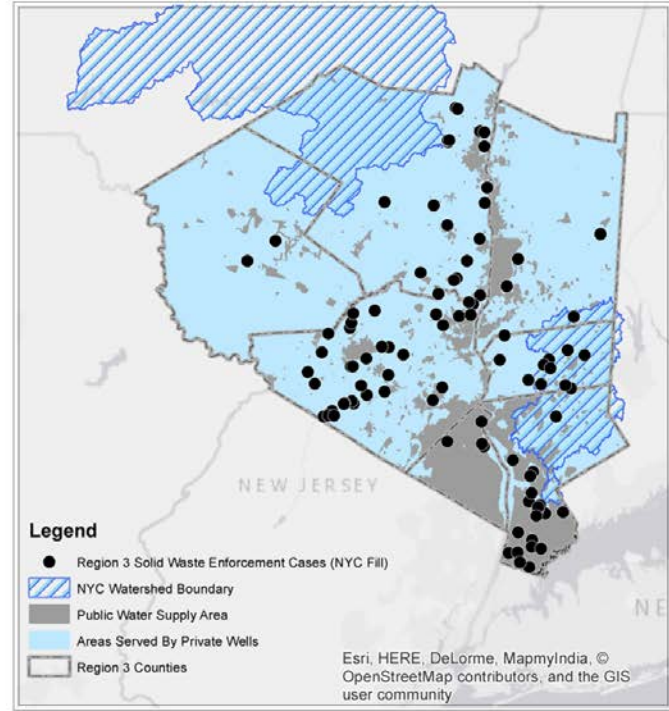 NEW JERSEY
NE
Legend
Region 3 Solid Waste Enforcement Cases (NYC Fill)
NYC Watershed Boundary
Public Water Supply Area
Areas Served By Private Wells
Region 3 Counties
Esri, HERE, DeLorme, MapmyIndia, ©
OpenStreetMap contributors, and the GIS
user community